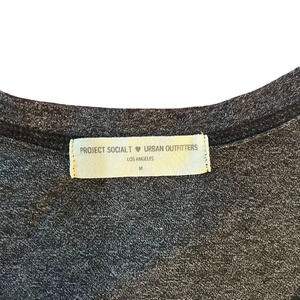 PROJECT SOCIAL T ♥ URBAN OUTFITTERS
LOS ANGELES
M